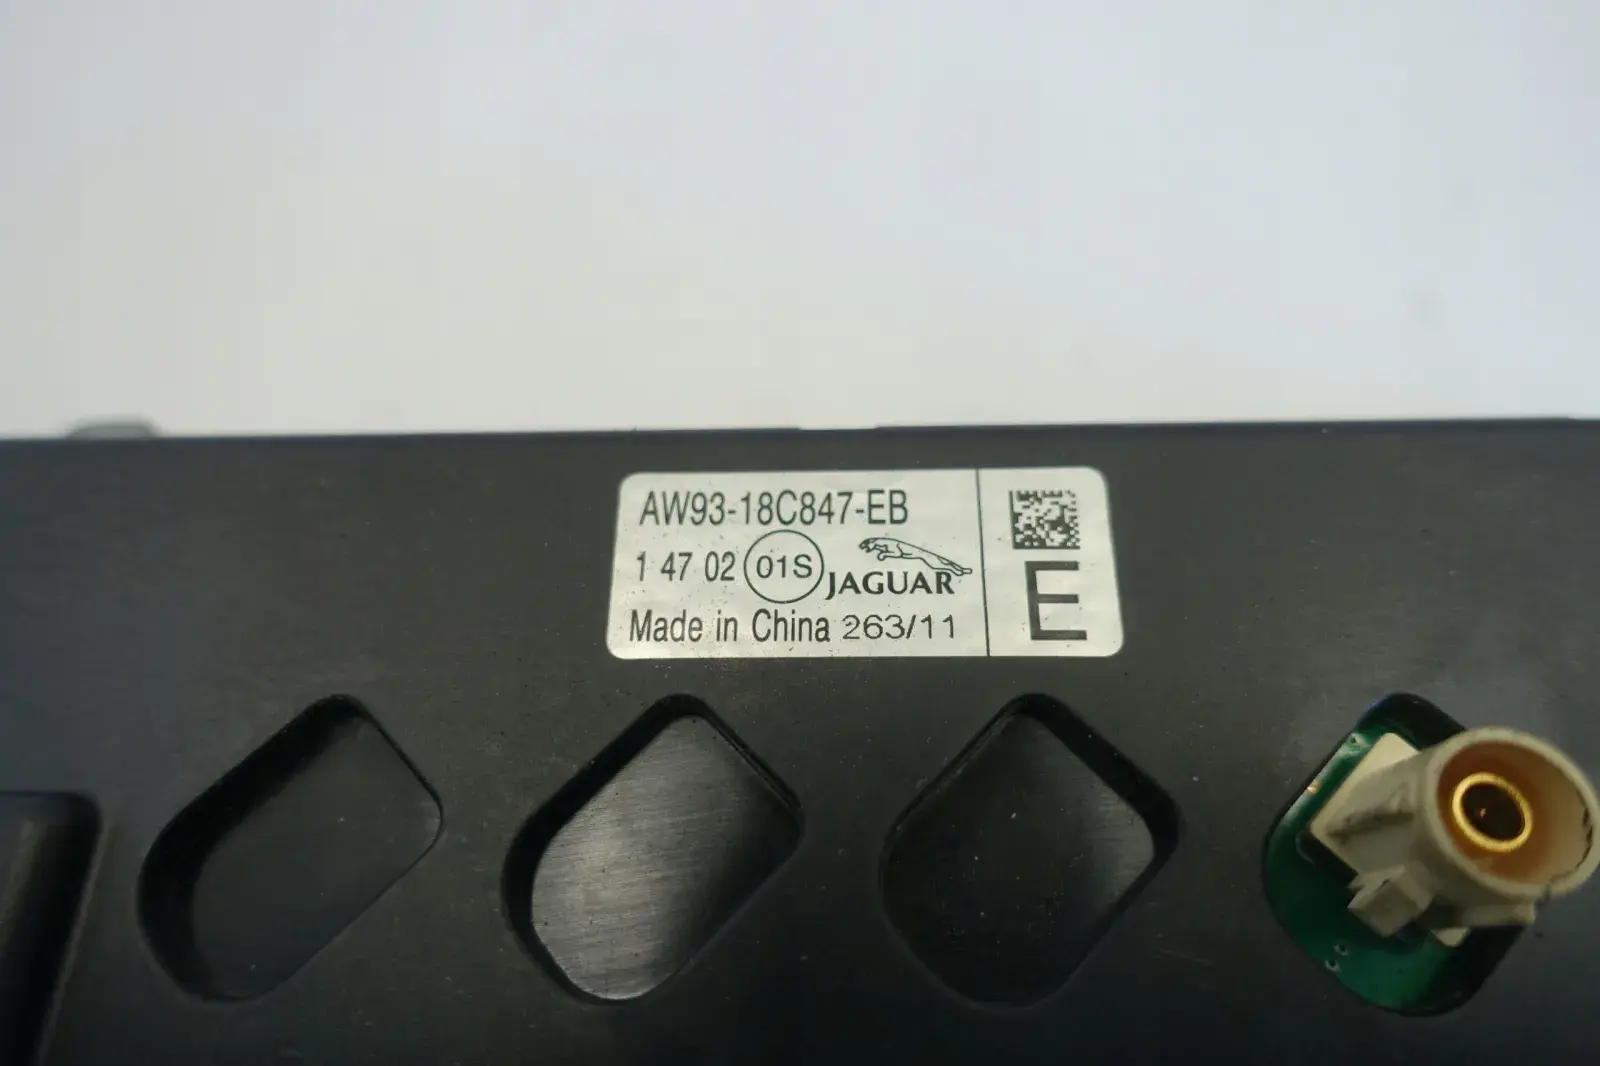 AW93-18C847-EB
1 47 02 01S JAGUAR
Made in China 263/11
E